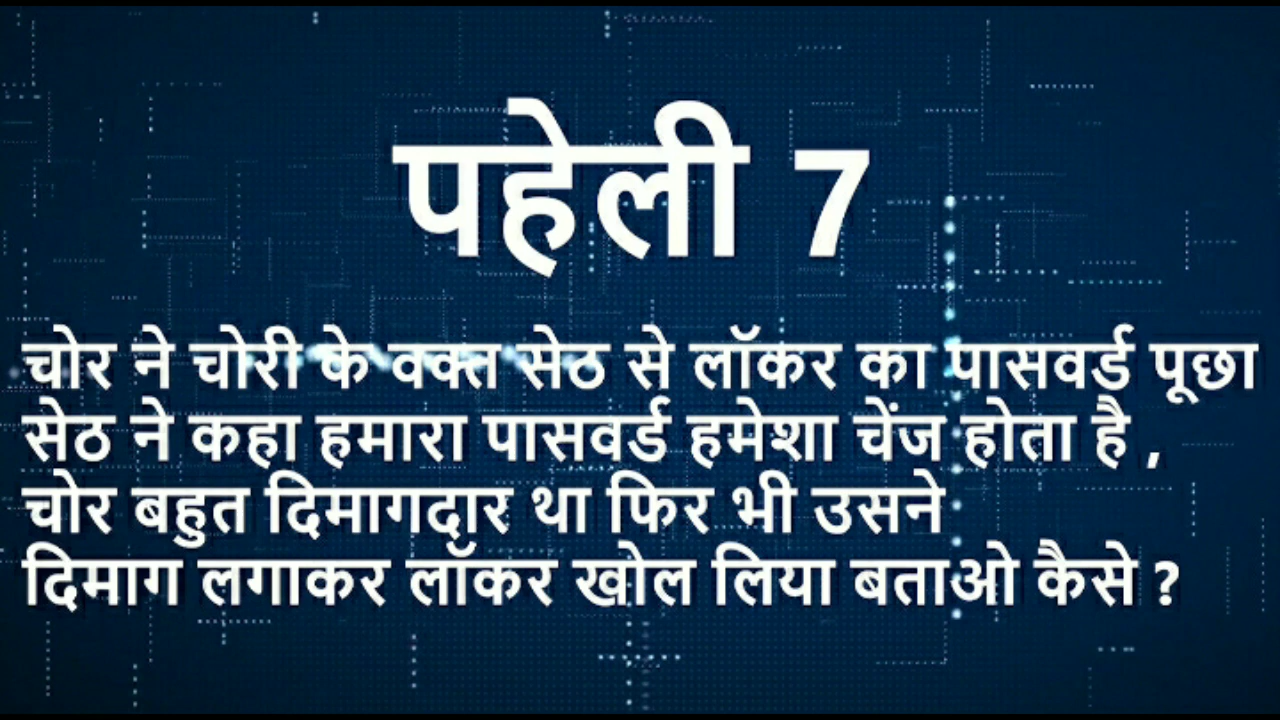 पहेली 7
चोर ने चोरी के वक्त सेठ से लॉकर का पासवर्ड पूछा
सेठ ने कहा हमारा पासवर्ड हमेशा चेंज होता है ,
चोर बहुत दिमागदार था फिर भी उसने
दिमाग लगाकर लॉकर खोल लिया बताओ कैसे ?